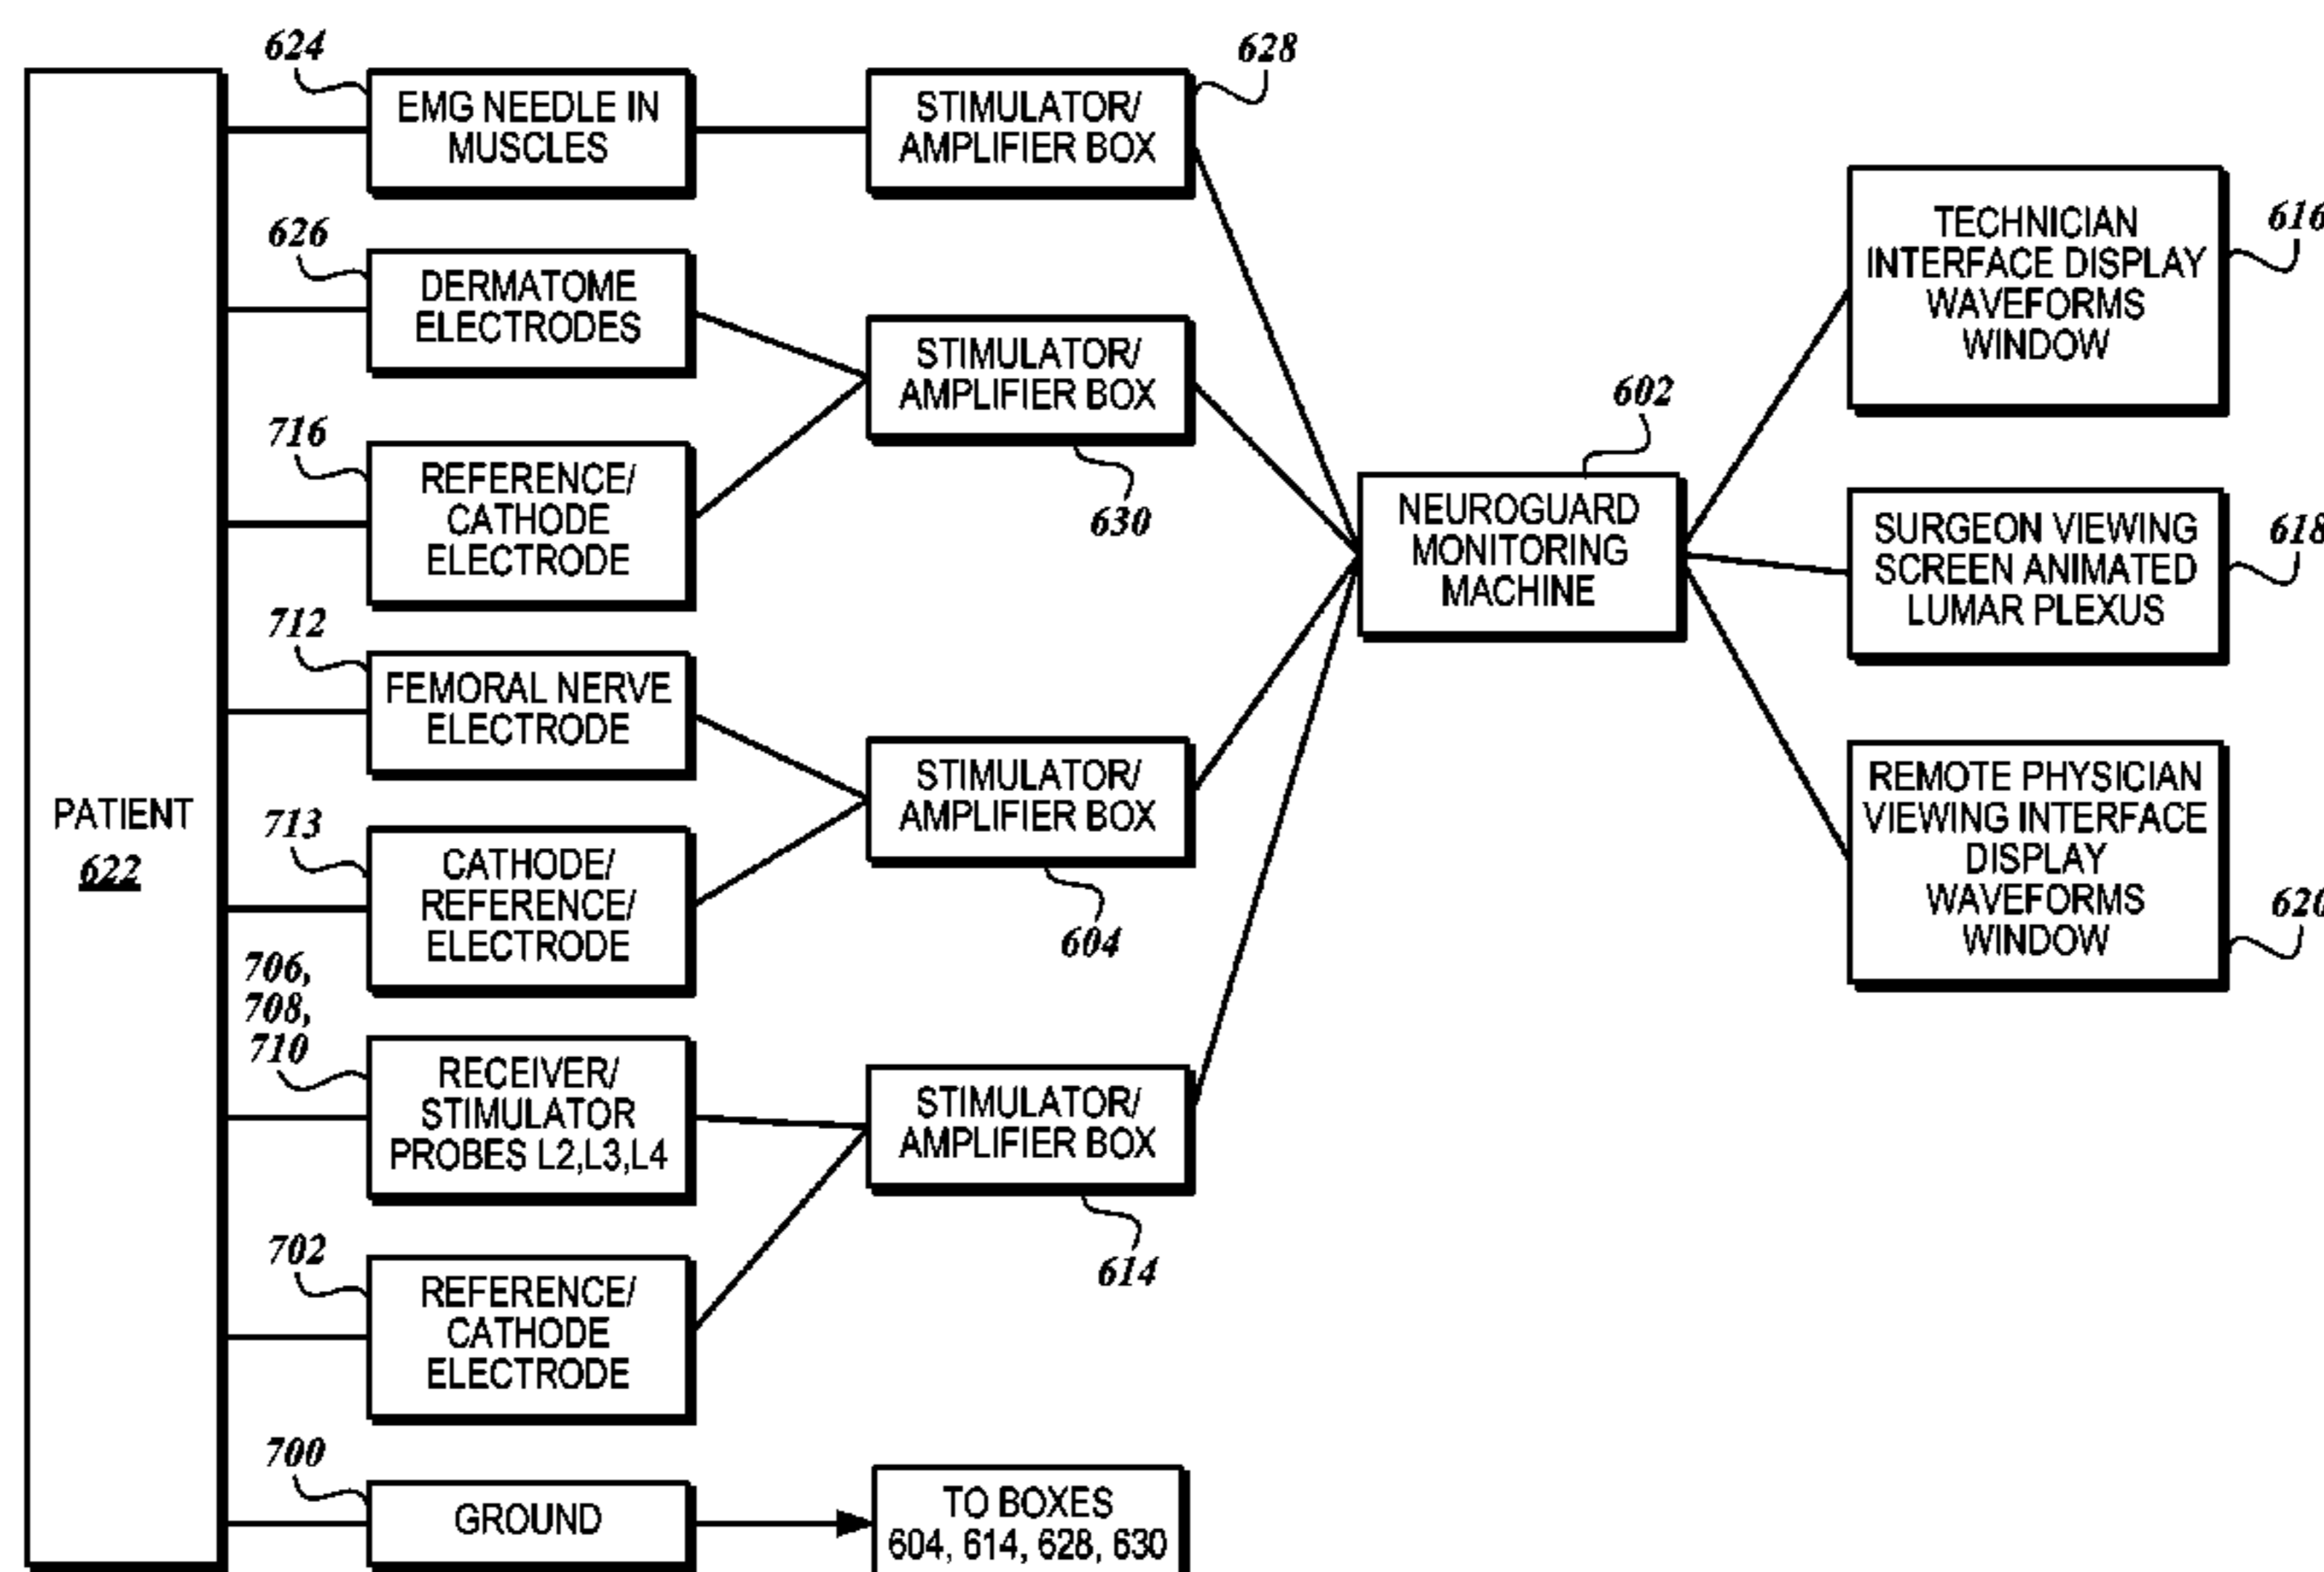 624
EMG NEEDLE IN
MUSCLES
628
STIMULATOR/
AMPLIFIER BOX
626
DERMATOME
ELECTRODES
STIMULATOR/
AMPLIFIER BOX
630
716
REFERENCE/
CATHODE
ELECTRODE
712
FEMORAL NERVE
ELECTRODE
STIMULATOR/
AMPLIFIER BOX
604
PATIENT
622
713
CATHODE/
REFERENCE/
ELECTRODE
706,
708,
710
RECEIVER/
STIMULATOR
PROBES L2,L3,L4
STIMULATOR/
AMPLIFIER BOX
614
702
REFERENCE/
CATHODE
ELECTRODE
700
GROUND
TO BOXES
604, 614, 628, 630
602
NEUROGUARD
MONITORING
MACHINE
TECHNICIAN
INTERFACE DISPLAY
WAVEFORMS
WINDOW
616
SURGEON VIEWING
SCREEN ANIMATED
LUMAR PLEXUS
618
REMOTE PHYSICIAN
VIEWING INTERFACE
DISPLAY
WAVEFORMS
WINDOW
620